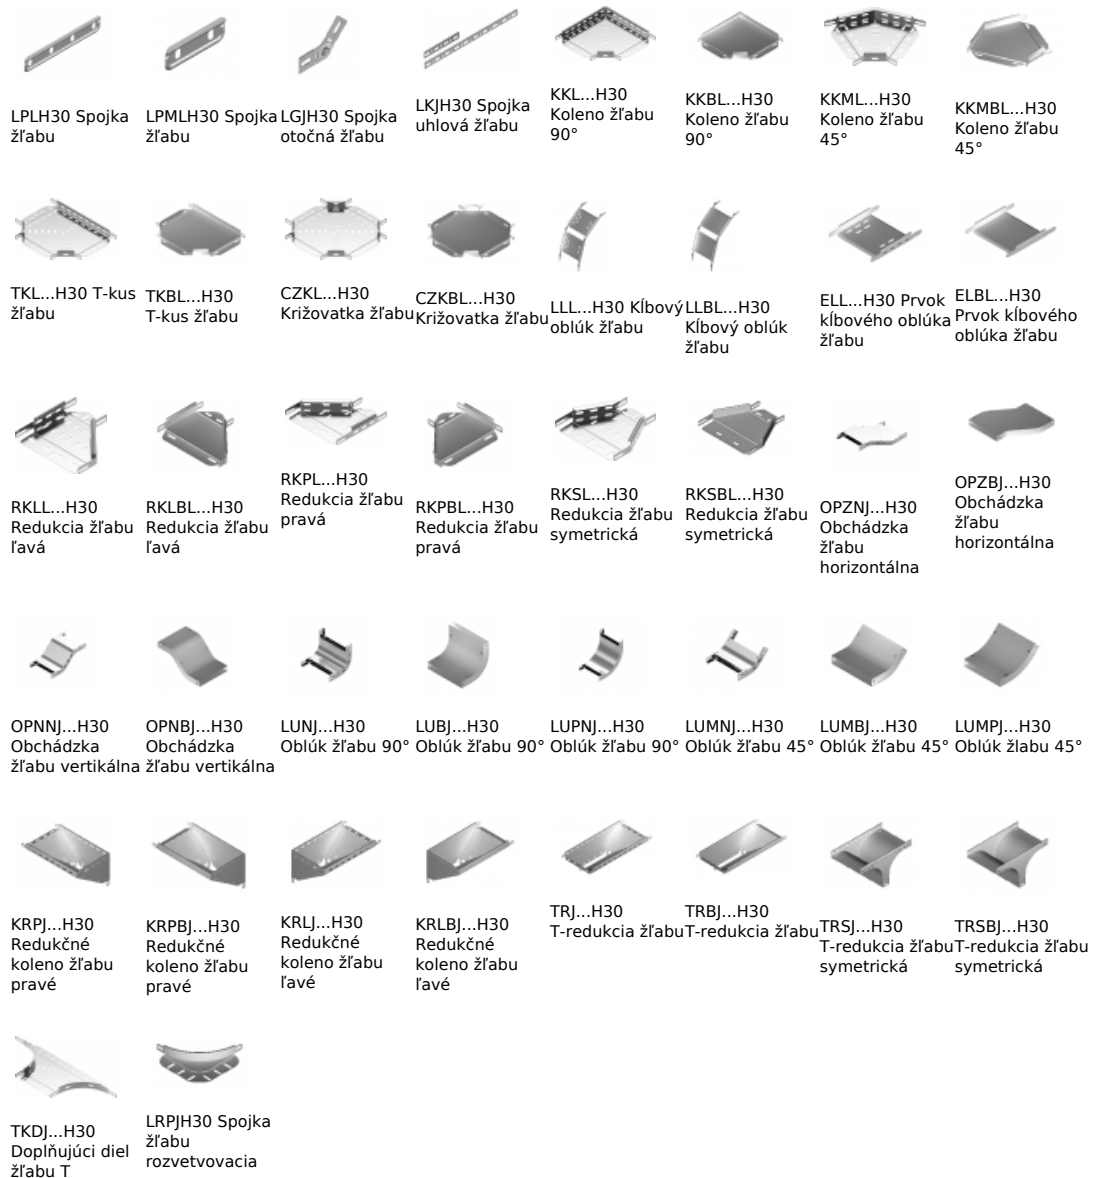 LPLH30 Spojka
žľabu
LPMLH30 Spojka
žľabu
LGJH30 Spojka
otočná žľabu
LKJH30 Spojka
uhlová žľabu
KKL...H30
Koleno žľabu
90°
KKBL...H30
Koleno žľabu
90°
KKML...H30
Koleno žľabu
45°
KKMBL...H30
Koleno žľabu
45°
TKL...H30 T-kus
žľabu
TKBL...H30
T-kus žľabu
CZKL...H30
Križovatka žľabu
CZKBL...H30
Križovatka žľabu
LLL...H30 Kĺbový
oblúk žľabu
LLBL...H30
Kĺbový oblúk
žľabu
ELL...H30 Prvok
kĺbového oblúka
žľabu
ELBL...H30
Prvok kĺbového
oblúka žľabu
RKLL...H30
Redukcia žľabu
ľavá
RKLBL...H30
Redukcia žľabu
ľavá
RKPL...H30
Redukcia žľabu
pravá
RKPBL...H30
Redukcia žľabu
pravá
RKSL...H30
Redukcia žľabu
symetrická
RKSBL...H30
Redukcia žľabu
symetrická
OPZNJ...H30
Obchádzka
žľabu
horizontálna
OPZBJ...H30
Obchádzka
žľabu
horizontálna
OPNNJ...H30
Obchádzka
žľabu vertikálna
OPNBJ...H30
Obchádzka
žľabu vertikálna
LUNJ...H30
Oblúk žľabu 90°
LUBJ...H30
Oblúk žľabu 90°
LUPNJ...H30
Oblúk žľabu 90°
LUMNJ...H30
Oblúk žľabu 45°
LUMBJ...H30
Oblúk žľabu 45°
LUMPJ...H30
Oblúk žlabu 45°
KRPJ...H30
Redukčné
koleno žľabu
pravé
KRPBJ...H30
Redukčné
koleno žľabu
pravé
KRLJ...H30
Redukčné
koleno žľabu
ľavé
KRLBJ...H30
Redukčné
koleno žľabu
ľavé
TRJ...H30
T-redukcia žľabu
TRBJ...H30
T-redukcia žľabu
TRSJ...H30
T-redukcia žľabu
symetrická
TRSBJ...H30
T-redukcia žľabu
symetrická
TKDJ...H30
Doplňujúci diel
žľabu T
LRPJH30 Spojka
žľabu
rozvetvovacia